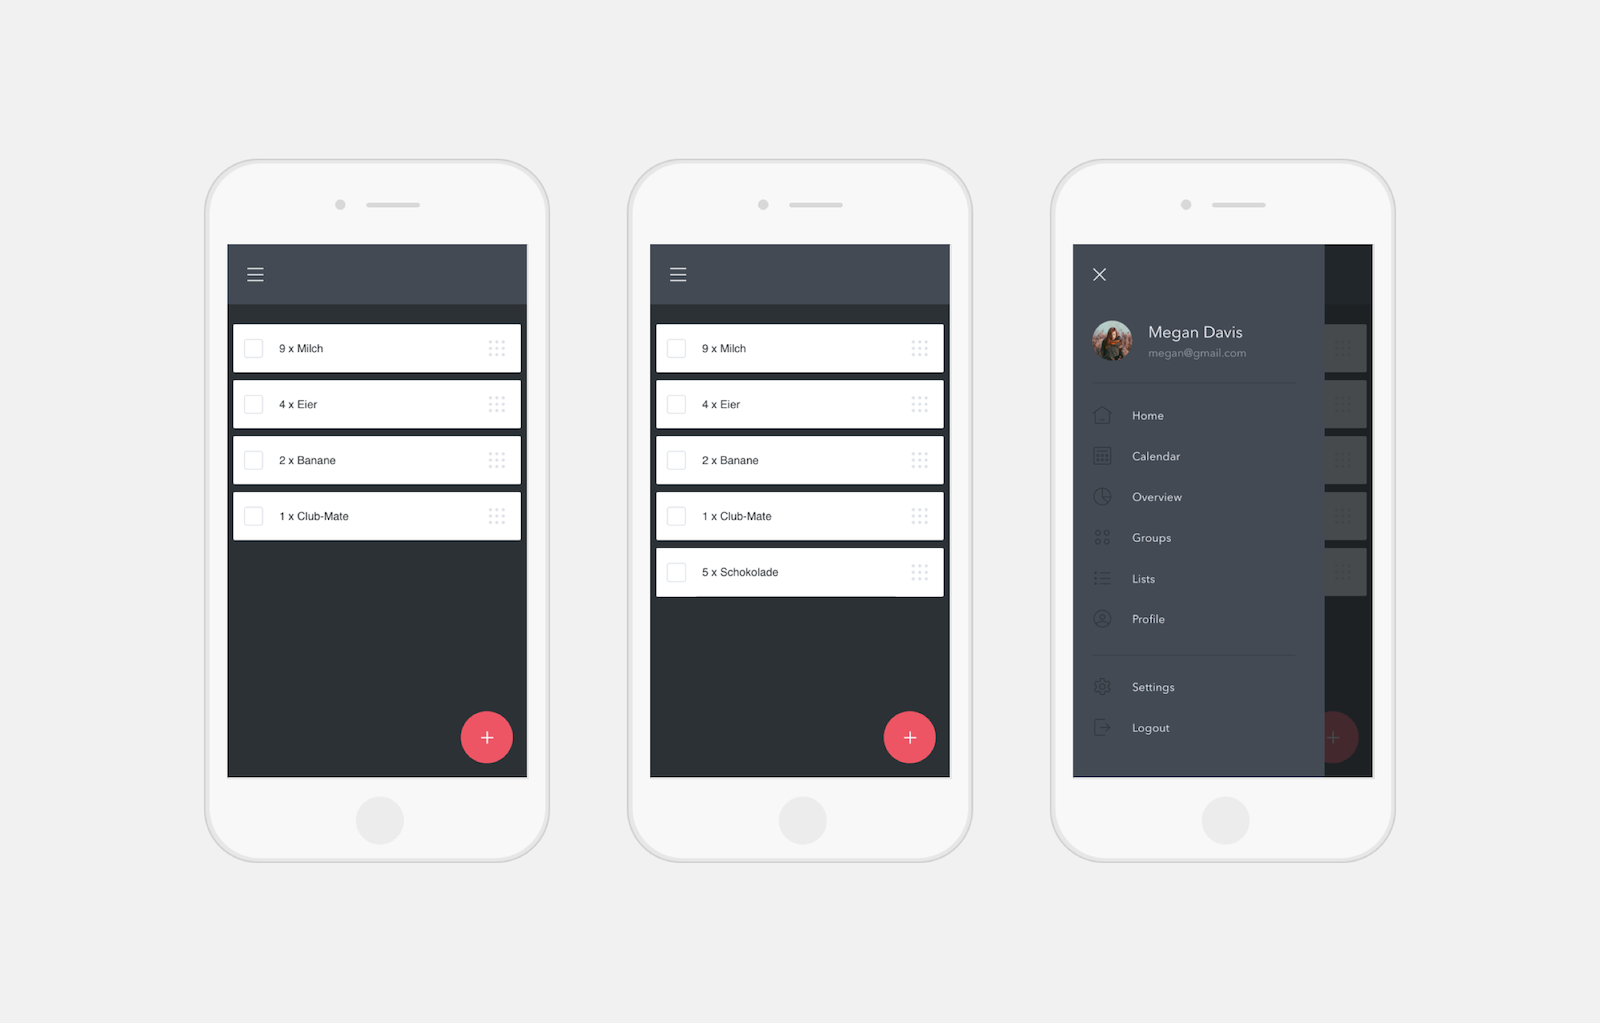 9 x Milch
4 x Eier
2 x Banane
1 x Club-Mate
9 x Milch
4 x Eier
2 x Banane
1 x Club-Mate
5 x Schokolade
Megan Davis
megan@gmail.com
Home
Calendar
Overview
Groups
Lists
Profile
Settings
Logout